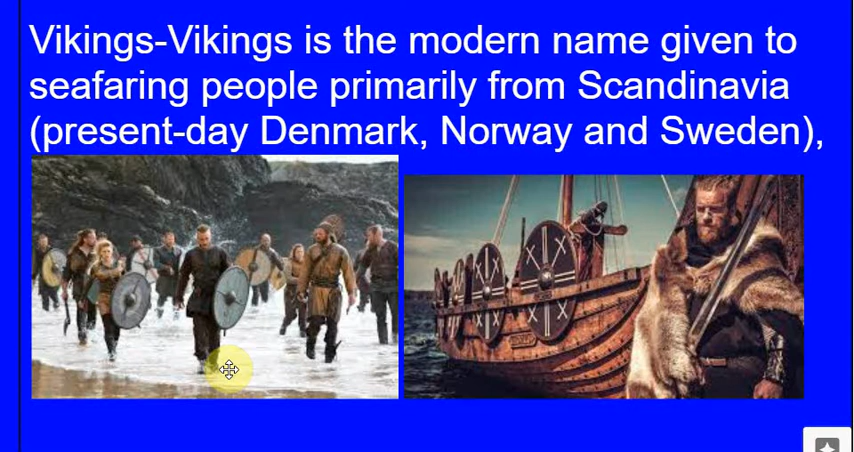 Vikings-Vikings is the modern name given to
seafaring people primarily from Scandinavia
(present-day Denmark, Norway and Sweden),